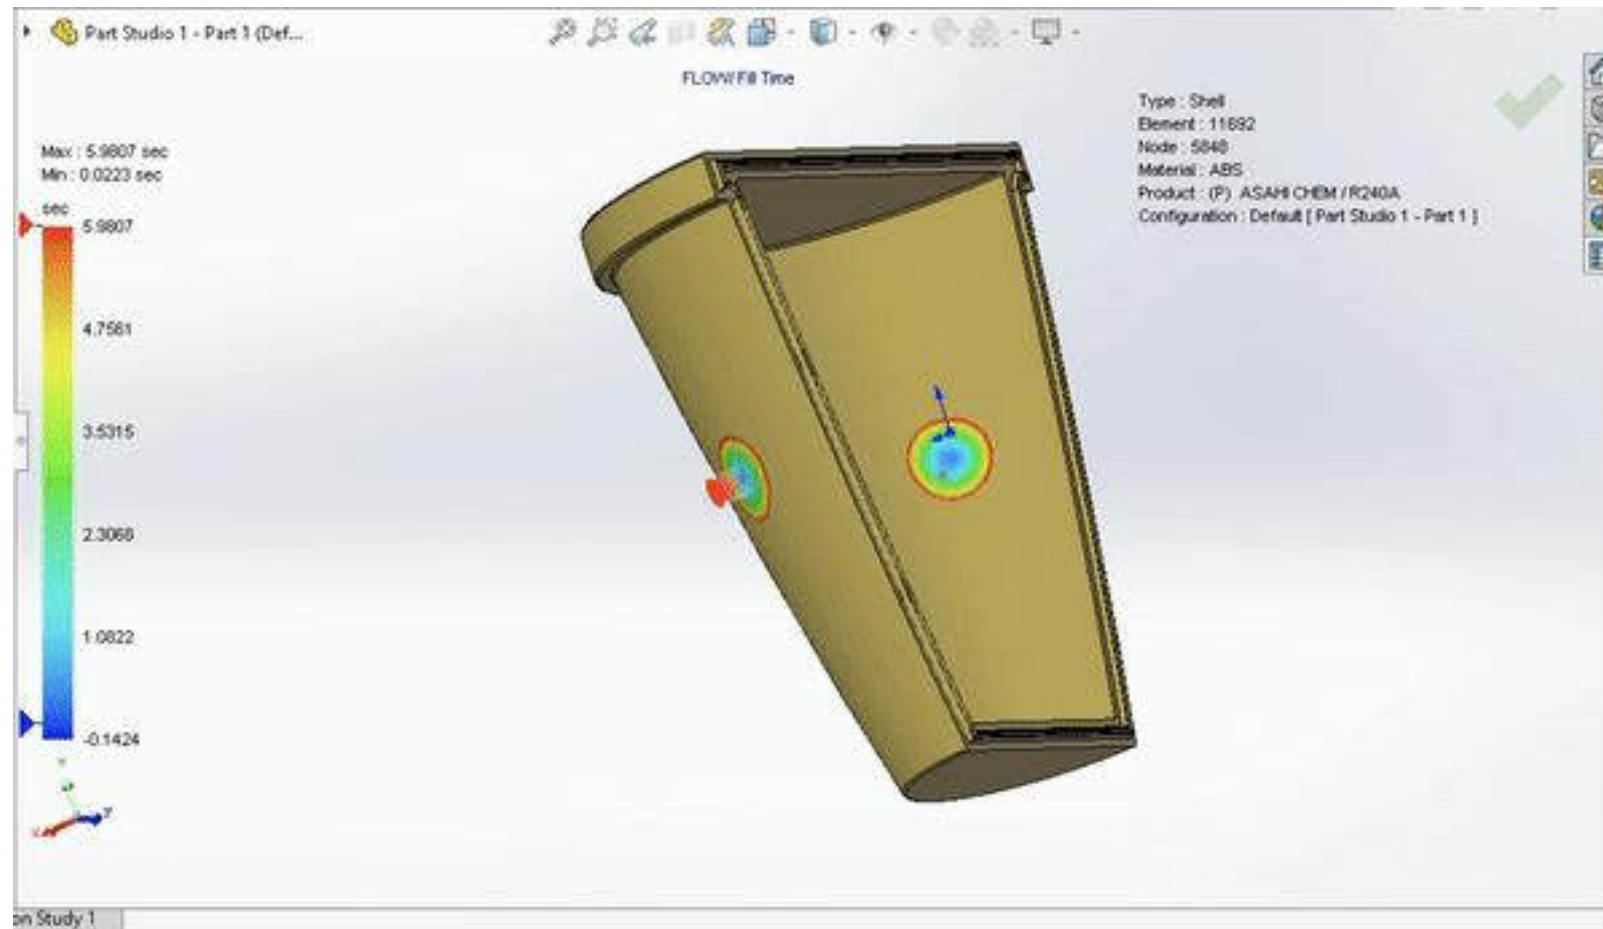 Part Studio 1 - Part 1 (Def...
FLOW/Fill Time
Type : Shell
Element : 11692
Node : 5848
Material : ABS
Product : (P) ASAHI CHEM / R240A
Configuration : Default [ Part Studio 1 - Part 1 ]
Max : 5.9807 sec
Min : 0.0223 sec
sec
5.9807
4.7561
3.5315
2.3068
1.0822
-0.1424
on Study 1